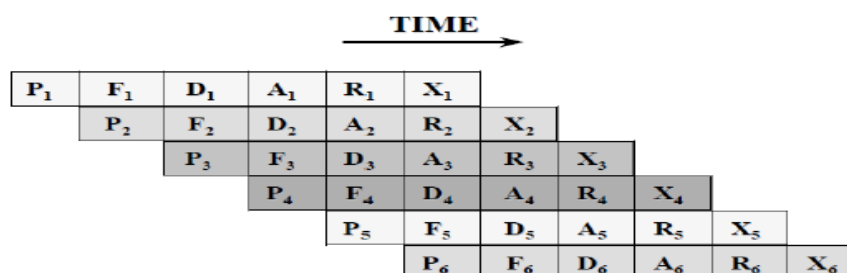 TIME
P₁ F₁ D₁ A₁ R₁ X₁
P₂ F₂ D₂ A₂ R₂ X₂
P₃ F₃ D₃ A₃ R₃ X₃
P₄ F₄ D₄ A₄ R₄ X₄
P₅ F₅ D₅ A₅ R₅ X₅
P₆ F₆ D₆ A₆ R₆ X₆